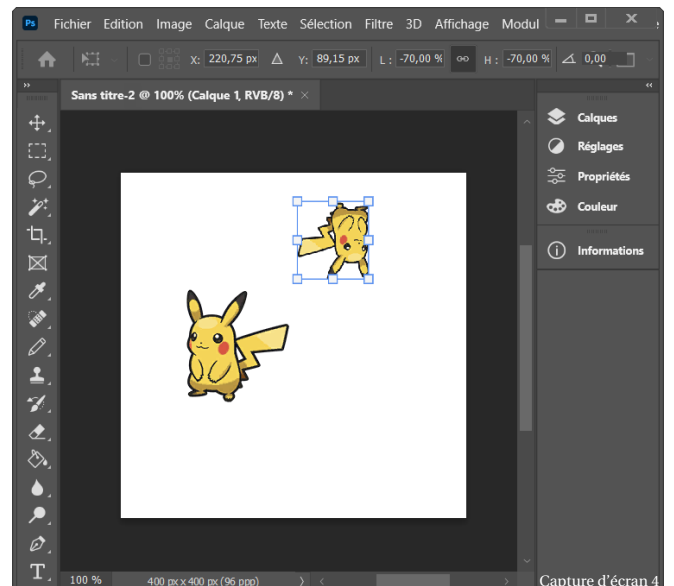 Ps Fichier Edition Image Calque Texte Sélection Filtre 3D Affichage Modul
X: 220,75 px Y: 89,15 px L : -70,00 % H : -70,00 % 0,00
Sans titre-2 @ 100% (Calque 1, RVB/8) * ×
Calques
Réglages
Propriétés
Couleur
Informations
T
100 % 400 px x 400 px (96 ppp)
Capture d'écran 4